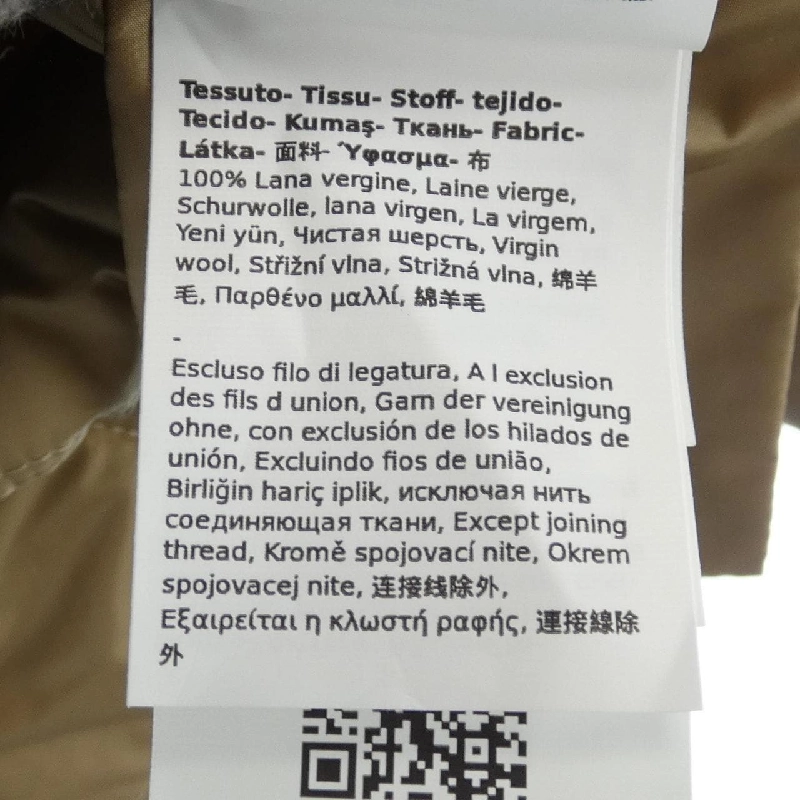 Tessuto- Tissu- Stoff- tejido-
Tecido- Kumaş- Ткань- Fabric-
Látka- 面料- Ύφασμα- 布
100% Lana vergine, Laine vierge,
Schurwolle, lana virgen, La virgem,
Yeni yün, Чистая шерсть, Virgin
wool, Střižní vlna, Strižná vlna, 绵羊
毛, Παρθένο μαλλί, 綿羊毛
-
Escluso filo di legatura, A l exclusion
des fils d union, Garn der vereinigung
ohne, con exclusión de los hilados de
unión, Excluindo fios de união,
Birliğin hariç iplik, исключая нить
соединяющая ткани, Except joining
thread, Kromě spojovací nite, Okrem
spojovacej nite, 连接线除外,
Εξαιρείται η κλωστή ραφής, 連接線除
外